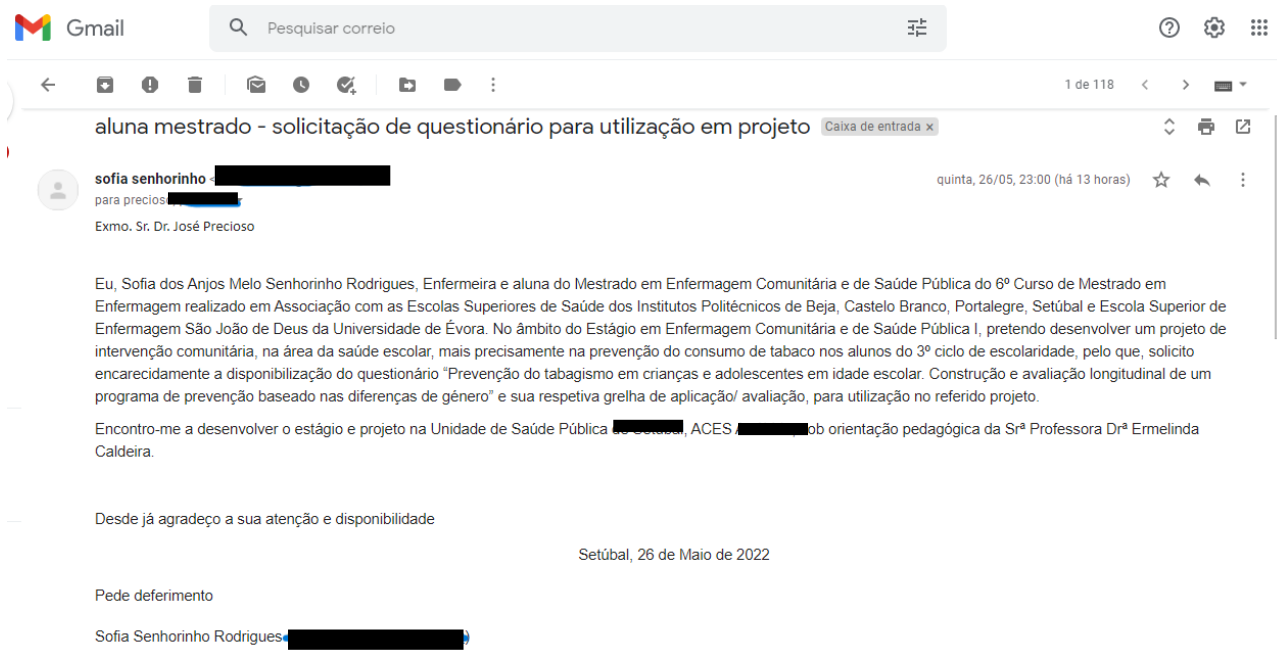 Gmail
Pesquisar correio
1 de 118
aluna mestrado - solicitação de questionário para utilização em projeto Caixa de entrada x
sofia senhorinho <
quinta, 26/05, 23:00 (há 13 horas)
para precioso
Exmo. Sr. Dr. José Precioso
Eu, Sofia dos Anjos Melo Senhorinho Rodrigues, Enfermeira e aluna do Mestrado em Enfermagem Comunitária e de Saúde Pública do 6º Curso de Mestrado em
Enfermagem realizado em Associação com as Escolas Superiores de Saúde dos Institutos Politécnicos de Beja, Castelo Branco, Portalegre, Setúbal e Escola Superior de
Enfermagem São João de Deus da Universidade de Évora. No âmbito do Estágio em Enfermagem Comunitária e de Saúde Pública I, pretendo desenvolver um projeto de
intervenção comunitária, na área da saúde escolar, mais precisamente na prevenção do consumo de tabaco nos alunos do 3º ciclo de escolaridade, pelo que, solicito
encarecidamente a disponibilização do questionário “Prevenção do tabagismo em crianças e adolescentes em idade escolar. Construção e avaliação longitudinal de um
programa de prevenção baseado nas diferenças de género” e sua respetiva grelha de aplicação/ avaliação, para utilização no referido projeto.
Encontro-me a desenvolver o estágio e projeto na Unidade de Saúde Pública , ACES ob orientação pedagógica da Srª Professora Drª Ermelinda
Caldeira.
Desde já agradeço a sua atenção e disponibilidade
Setúbal, 26 de Maio de 2022
Pede deferimento
Sofia Senhorinho Rodrigues